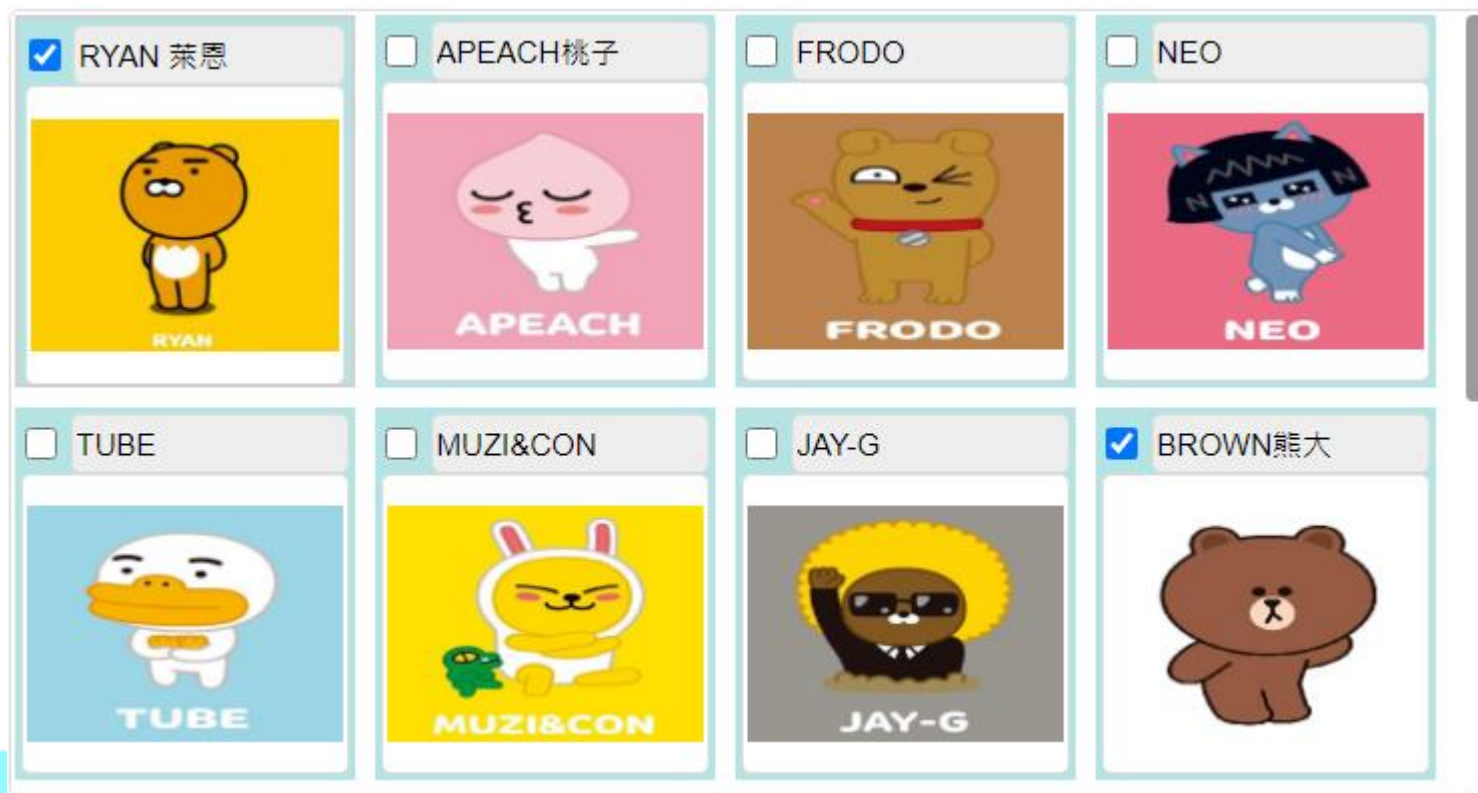 RYAN 萊恩
APEACH桃子
FRODO
NEO
RYAN
APEACH
FRODO
N N
NEO
TUBE
MUZI&CON
JAY-G
BROWN熊大
TUBE
MUZI&CON
JAY-G